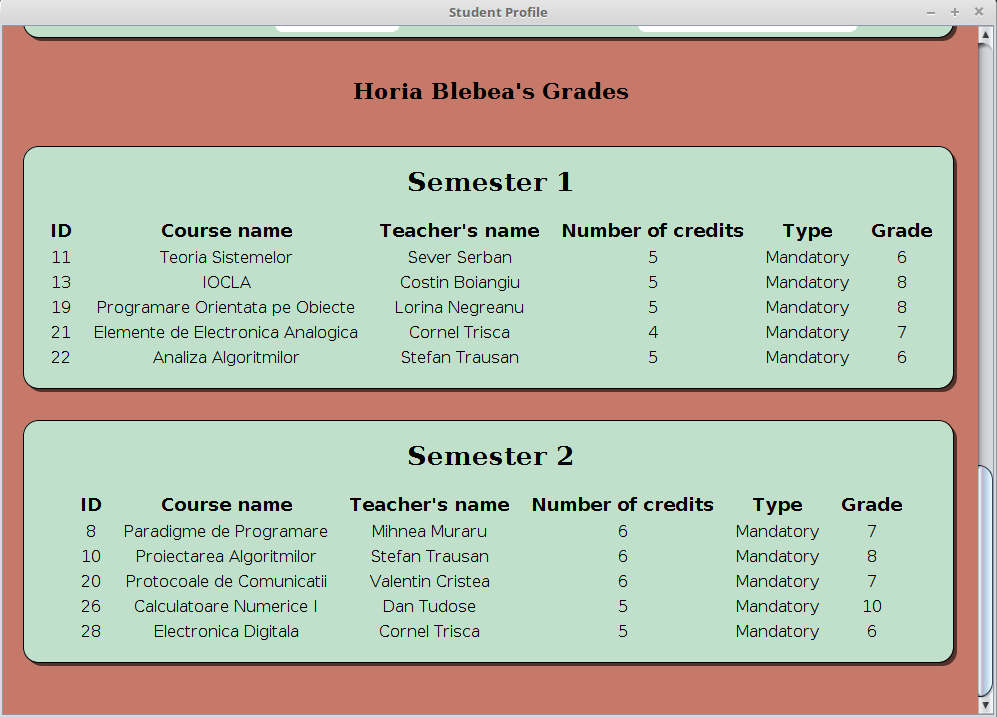 Student Profile
Horia Blebea's Grades
Semester 1
ID Course name Teacher's name Number of credits Type Grade
11 Teoria Sistemelor Sever Serban 5 Mandatory 6
13 IOCLA Costin Boiangiu 5 Mandatory 8
19 Programare Orientata pe Obiecte Lorina Negreanu 5 Mandatory 8
21 Elemente de Electronica Analogica Cornel Trisca 4 Mandatory 7
22 Analiza Algoritmilor Stefan Trausan 5 Mandatory 6
Semester 2
ID Course name Teacher's name Number of credits Type Grade
8 Paradigme de Programare Mihnea Muraru 6 Mandatory 7
10 Proiectarea Algoritmilor Stefan Trausan 6 Mandatory 8
20 Protocoale de Comunicatii Valentin Cristea 6 Mandatory 7
26 Calculatoare Numerice I Dan Tudose 5 Mandatory 10
28 Electronica Digitala Cornel Trisca 5 Mandatory 6